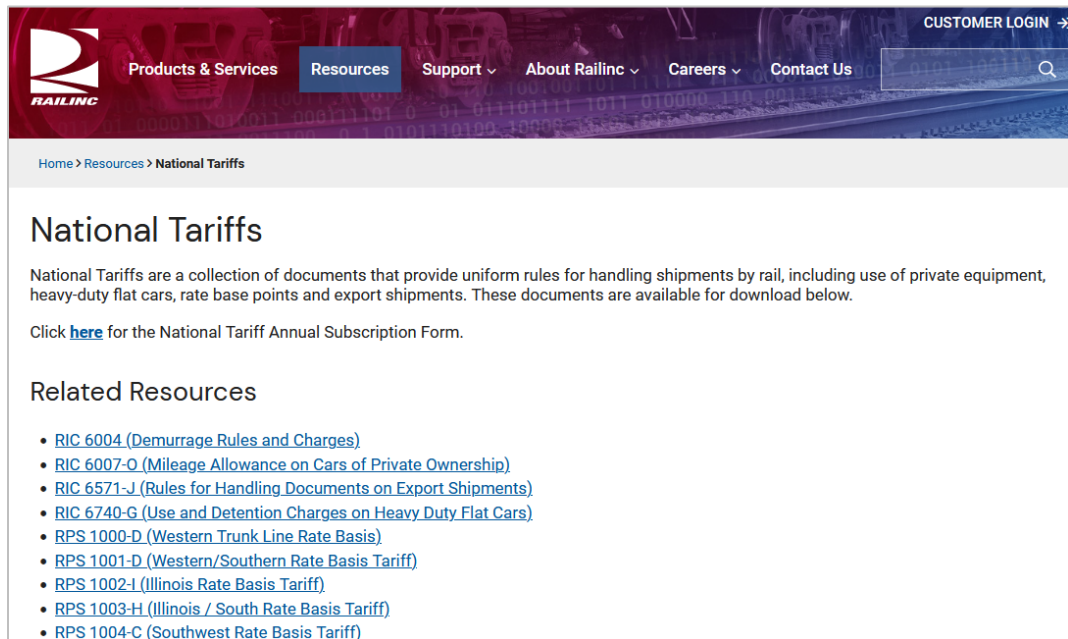 CUSTOMER LOGIN
RAILINC
Products & Services Resources Support About Railinc Careers Contact Us
Home > Resources > National Tariffs
National Tariffs
National Tariffs are a collection of documents that provide uniform rules for handling shipments by rail, including use of private equipment,
heavy-duty flat cars, rate base points and export shipments. These documents are available for download below.
Click here for the National Tariff Annual Subscription Form.
Related Resources
• RIC 6004 (Demurrage Rules and Charges)
• RIC 6007-O (Mileage Allowance on Cars of Private Ownership)
• RIC 6571-J (Rules for Handling Documents on Export Shipments)
• RIC 6740-G (Use and Detention Charges on Heavy Duty Flat Cars)
• RPS 1000-D (Western Trunk Line Rate Basis)
• RPS 1001-D (Western/Southern Rate Basis Tariff)
• RPS 1002-I (Illinois Rate Basis Tariff)
• RPS 1003-H (Illinois / South Rate Basis Tariff)
• RPS 1004-C (Southwest Rate Basis Tariff)